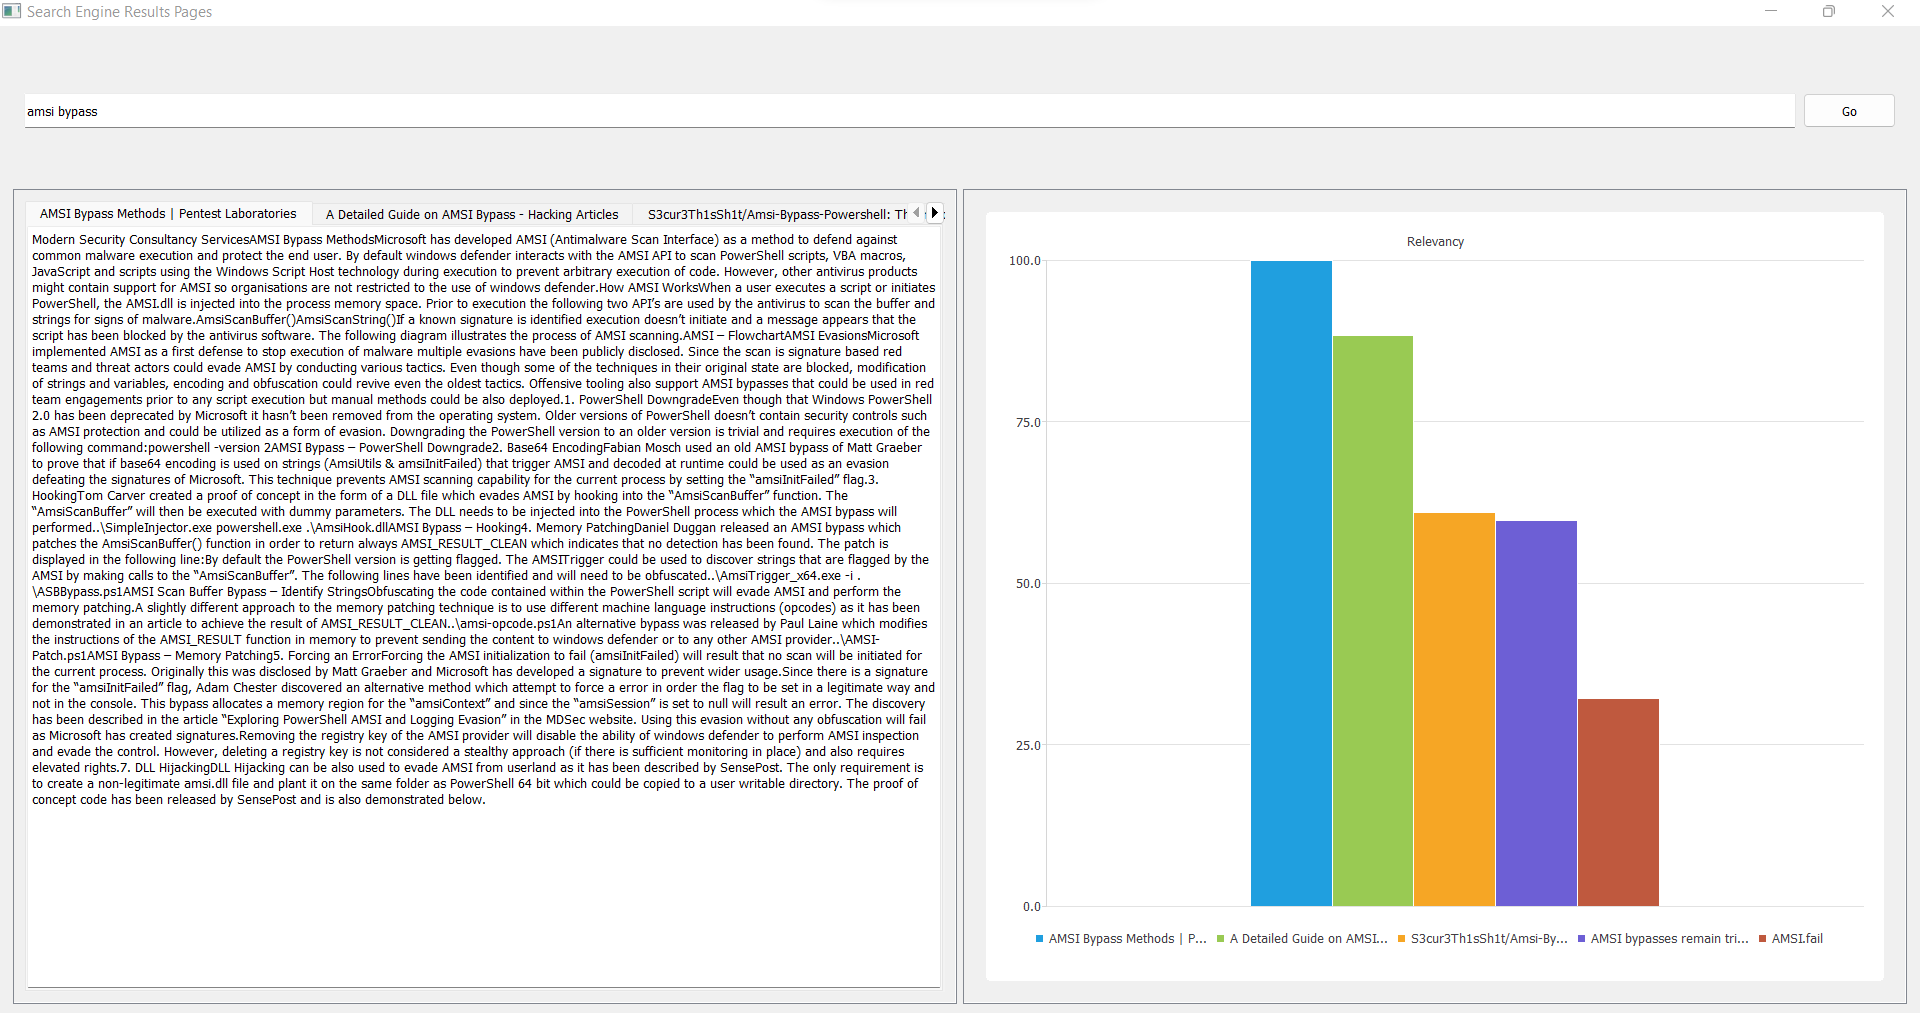 Search Engine Results Pages
amsi bypass
Go
AMSI Bypass Methods | Pentest Laboratories
A Detailed Guide on AMSI Bypass - Hacking Articles
S3cur3Th1sSh1t/Amsi-Bypass-Powershell:
Modern Security Consultancy ServicesAMSI Bypass MethodsMicrosoft has developed AMSI (Antimalware Scan Interface) as a method to defend against
common malware execution and protect the end user. By default windows defender interacts with the AMSI API to scan PowerShell scripts, VBA macros,
JavaScript and scripts using the Windows Script Host technology during execution to prevent arbitrary execution of code. However, other antivirus products
might contain support for AMSI so organisations are not restricted to the use of windows defender.How AMSI WorksWhen a user executes a script or initiates
PowerShell, the AMSI.dll is injected into the process memory space. Prior to execution the following two API’s are used by the antivirus to scan the buffer and
strings for signs of malware.AmsiScanBuffer()AmsiScanString()If a known signature is identified execution doesn’t initiate and a message appears that the
script has been blocked by the antivirus software. The following diagram illustrates the process of AMSI scanning.AMSI – FlowchartAMSI EvasionsMicrosoft
implemented AMSI as a first defense to stop execution of malware multiple evasions have been publicly disclosed. Since the scan is signature based red
teams and threat actors could evade AMSI by conducting various tactics. Even though some of the techniques in their original state are blocked, modification
of strings and variables, encoding and obfuscation could revive even the oldest tactics. Offensive tooling also support AMSI bypasses that could be used in red
team engagements prior to any script execution but manual methods could be also deployed.1. PowerShell DowngradeEven though that Windows PowerShell
2.0 has been deprecated by Microsoft it hasn’t been removed from the operating system. Older versions of PowerShell doesn’t contain security controls such
as AMSI protection and could be utilized as a form of evasion. Downgrading the PowerShell version to an older version is trivial and requires execution of the
following command:powershell -version 2AMSI Bypass – PowerShell Downgrade2. Base64 EncodingFabian Mosch used an old AMSI bypass of Matt Graeber
to prove that if base64 encoding is used on strings (AmsiUtils & amsiInitFailed) that trigger AMSI and decoded at runtime could be used as an evasion
defeating the signatures of Microsoft. This technique prevents AMSI scanning capability for the current process by setting the “amsiInitFailed” flag.3.
HookingTom Carver created a proof of concept in the form of a DLL file which evades AMSI by hooking into the “AmsiScanBuffer” function. The
“AmsiScanBuffer” will then be executed with dummy parameters. The DLL needs to be injected into the PowerShell process which the AMSI bypass will
performed..\SimpleInjector.exe powershell.exe .\AmsiHook.dllAMSI Bypass – Hooking4. Memory PatchingDaniel Duggan released an AMSI bypass which
patches the AmsiScanBuffer() function in order to return always AMSI_RESULT_CLEAN which indicates that no detection has been found. The patch is
displayed in the following line:By default the PowerShell version is getting flagged. The AMSITrigger could be used to discover strings that are flagged by the
AMSI by making calls to the “AmsiScanBuffer”. The following lines have been identified and will need to be obfuscated..\AmsiTrigger_x64.exe -i .
\ASBBypass.ps1AMSI Scan Buffer Bypass – Identify StringsObfuscating the code contained within the PowerShell script will evade AMSI and perform the
memory patching.A slightly different approach to the memory patching technique is to use different machine language instructions (opcodes) as it has been
demonstrated in an article to achieve the result of AMSI_RESULT_CLEAN..\amsi-opcode.ps1An alternative bypass was released by Paul Laine which modifies
the instructions of the AMSI_RESULT function in memory to prevent sending the content to windows defender or to any other AMSI provider..\AMSI-
Patch.ps1AMSI Bypass – Memory Patching5. Forcing an ErrorForcing the AMSI initialization to fail (amsiInitFailed) will result that no scan will be initiated for
the current process. Originally this was disclosed by Matt Graeber and Microsoft has developed a signature to prevent wider usage.Since there is a signature
for the “amsiInitFailed” flag, Adam Chester discovered an alternative method which attempt to force a error in order the flag to be set in a legitimate way and
not in the console. This bypass allocates a memory region for the “amsiContext” and since the “amsiSession” is set to null will result an error. The discovery
has been described in the article “Exploring PowerShell AMSI and Logging Evasion” in the MDSec website. Using this evasion without any obfuscation will fail
as Microsoft has created signatures.Removing the registry key of the AMSI provider will disable the ability of windows defender to perform AMSI inspection
and evade the control. However, deleting a registry key is not considered a stealthy approach (if there is sufficient monitoring in place) and also requires
elevated rights.7. DLL HijackingDLL Hijacking can be also used to evade AMSI from userland as it has been described by SensePost. The only requirement is
to create a non-legitimate amsi.dll file and plant it on the same folder as PowerShell 64 bit which could be copied to a user writable directory. The proof of
concept code has been released by SensePost and is also demonstrated below.
Relevancy
100.0
75.0
50.0
25.0
0.0
AMSI Bypass Methods | P...
A Detailed Guide on AMSI...
S3cur3Th1sSh1t/Amsi-By...
AMSI bypasses remain tri...
AMSI.fail